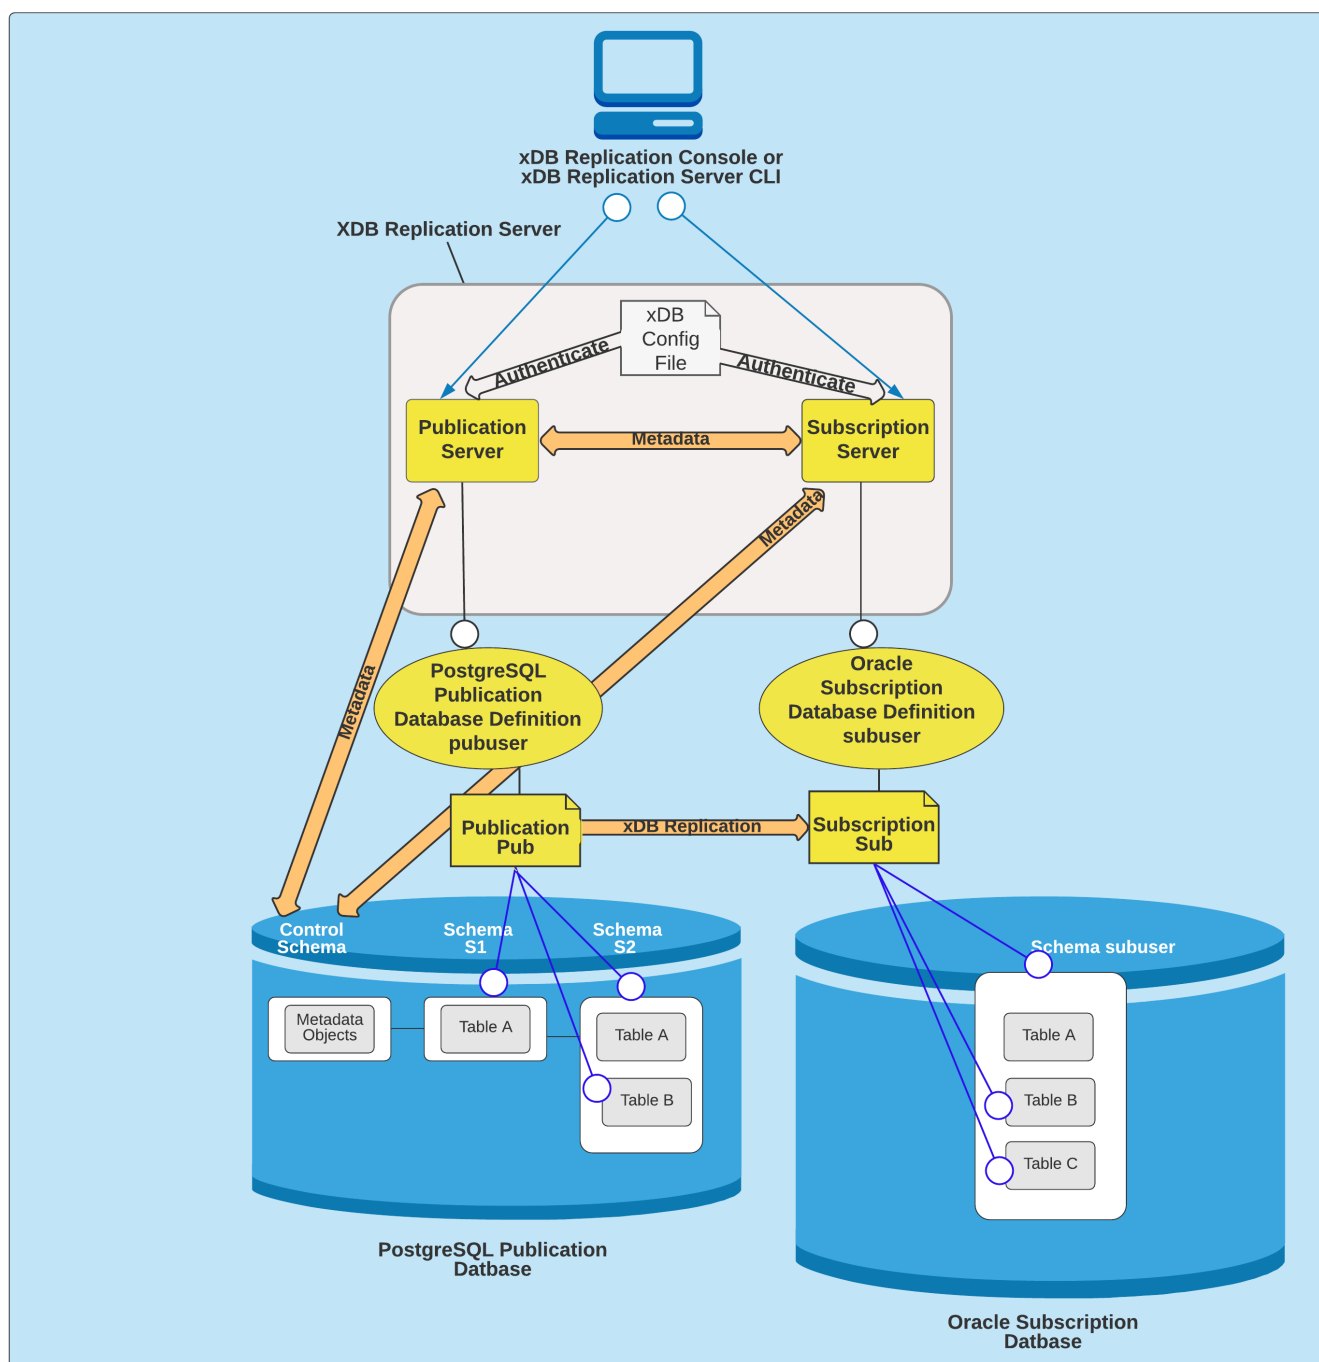 xDB Replication Console or
xDB Replication Server CLI
XDB Replication Server
xDB
Config
File
Authenticate
Authenticate
Publication
Server
Metadata
Subscription
Server
Metadata
Metadata
PostgreSQL
Publication
Database Definition
pubuser
Oracle
Subscription
Database Definition
subuser
Publication
Pub
xDB Replication
Subscription
Sub
Control
Schema
Schema
S1
Schema
S2
Schema subuser
Metadata
Objects
Table A
Table A
Table B
Table A
Table B
Table C
PostgreSQL Publication
Datbase
Oracle Subscription
Datbase